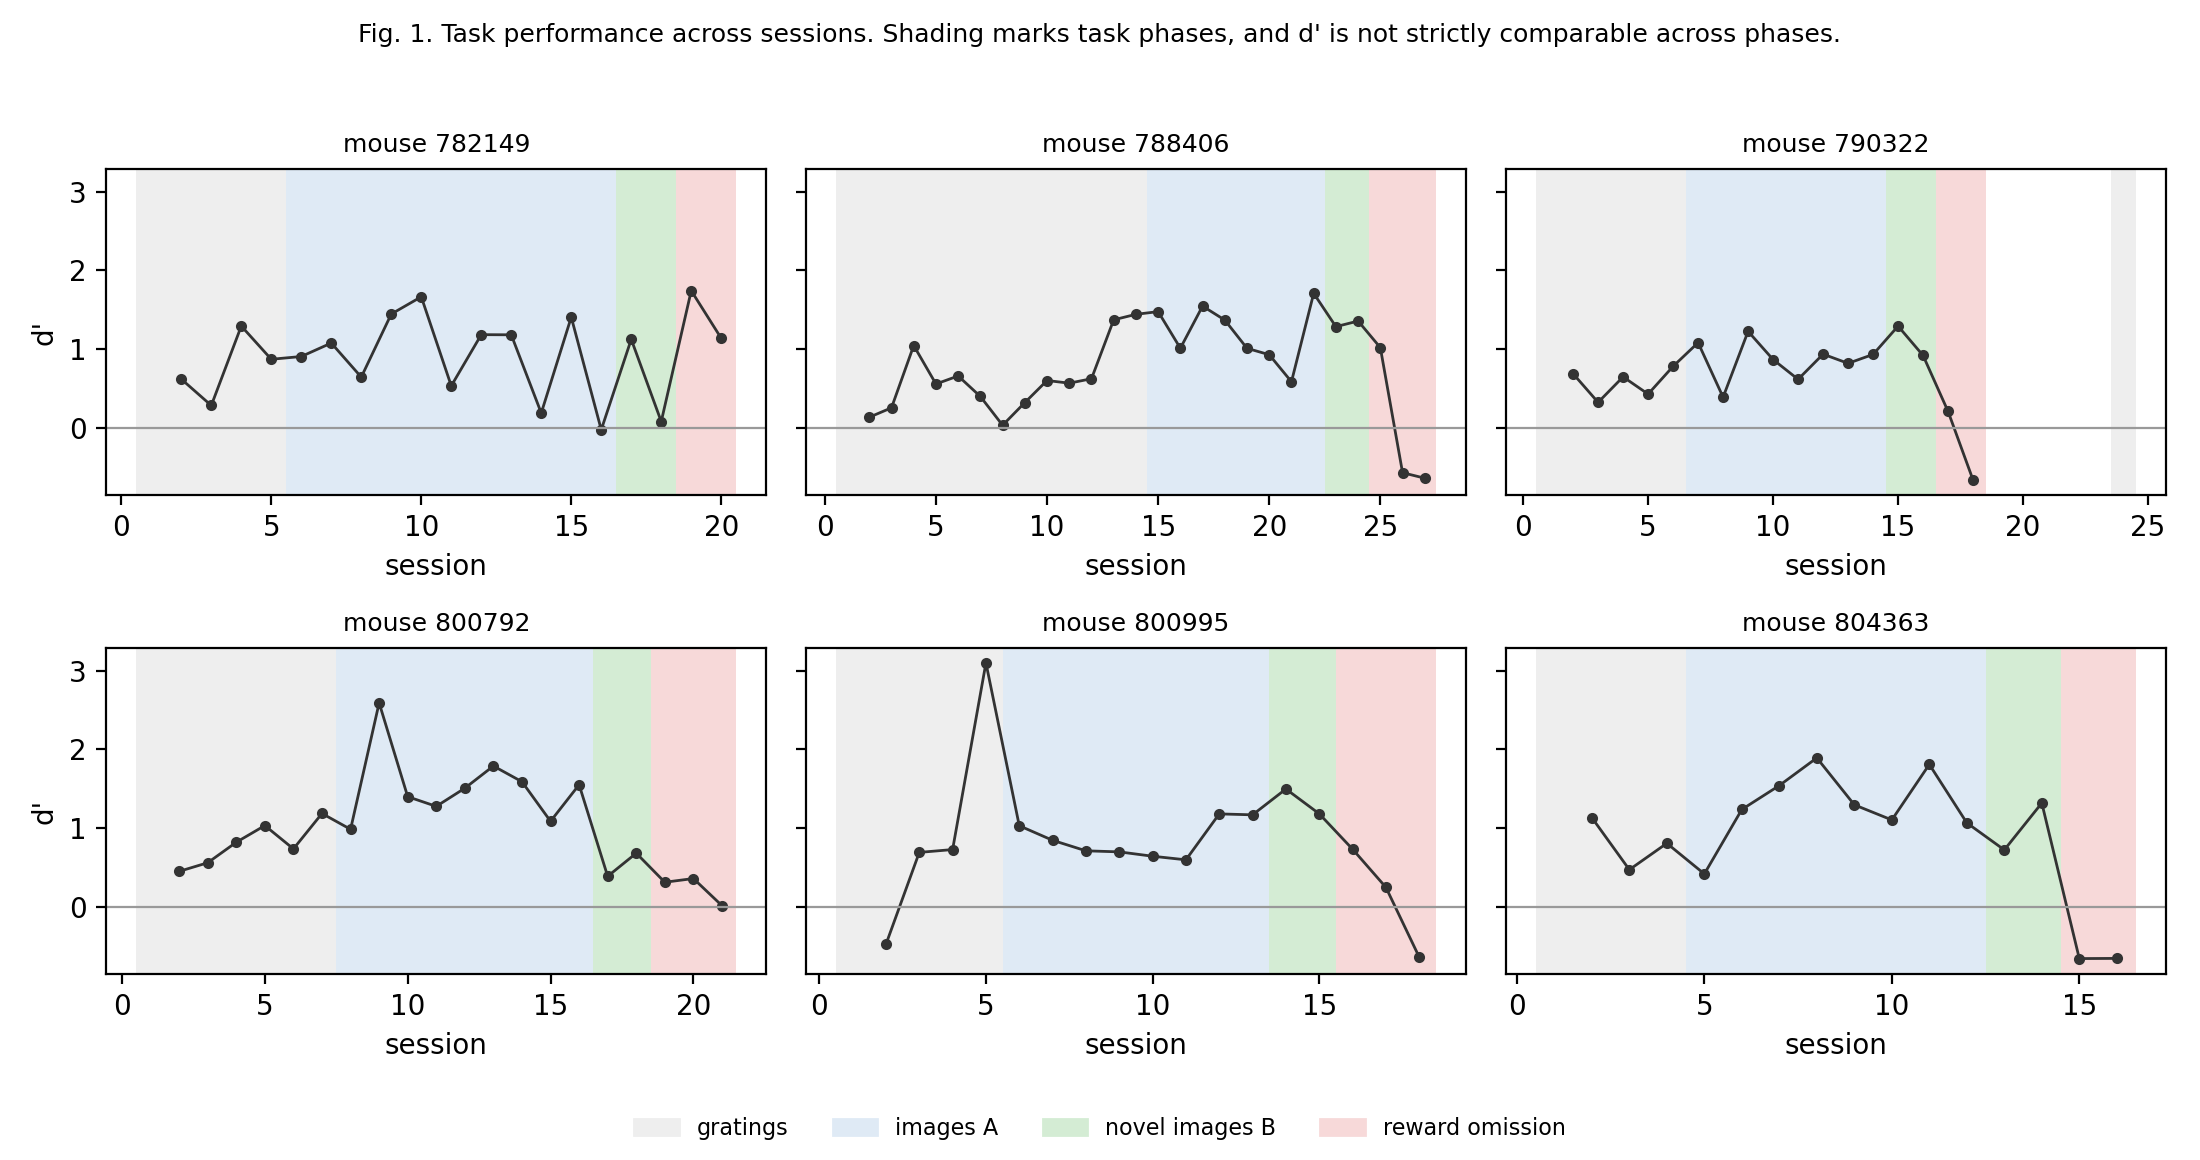 Fig. 1. Task performance across sessions. Shading marks task phases, and d' is not strictly comparable across phases.
mouse 782149
mouse 788406
mouse 790322
3
2
1
0
d'
0 5 10 15 20
0 5 10 15 20 25
0 5 10 15 20 25
session
session
session
mouse 800792
mouse 800995
mouse 804363
3
2
1
0
d'
0 5 10 15 20
0 5 10 15
0 5 10 15
session
session
session
gratings
images A
novel images B
reward omission